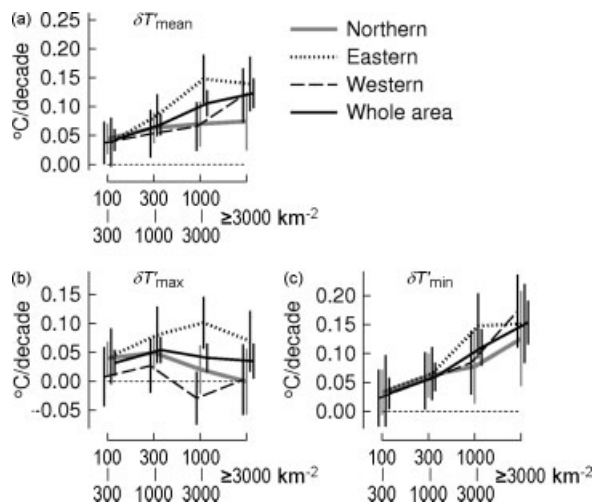 (a) δT′mean
Northern
Eastern
Western
Whole area
°C/decade
0.20
0.15
0.10
0.05
0.00
100 300 1000 ≥3000 km-2
300 1000 3000
(b) δT′max
°C/decade
0.15
0.10
0.05
0.00
-0.05
100 300 1000 ≥3000 km-2
300 1000 3000
(c) δT′min
°C/decade
0.20
0.15
0.10
0.05
0.00
100 300 1000 ≥3000 km-2
300 1000 3000